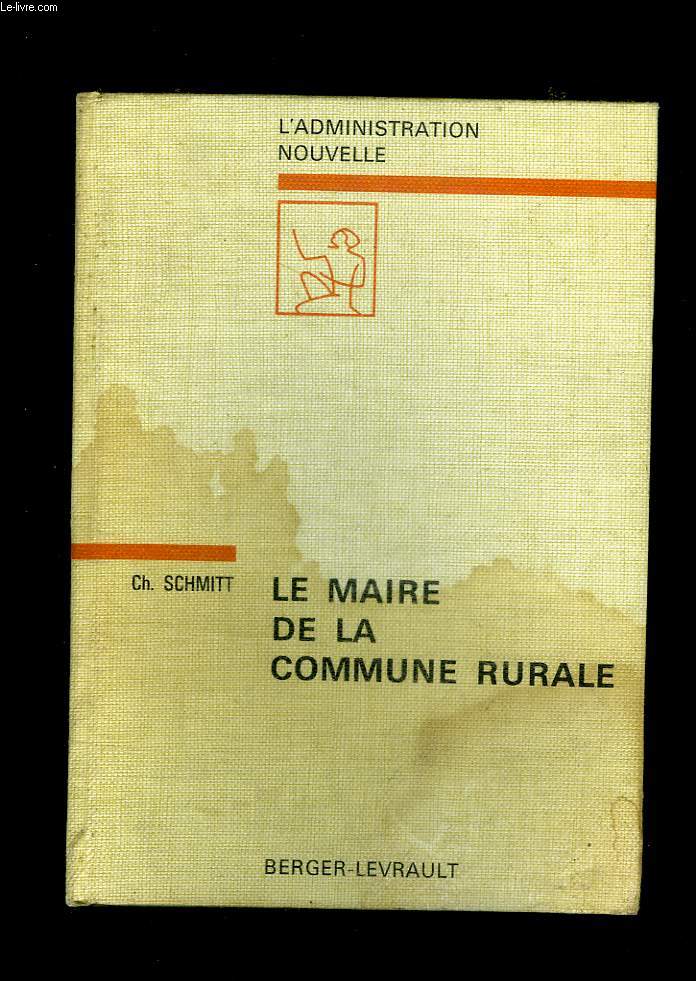 Le-livre.com
L'ADMINISTRATION
NOUVELLE
Ch. SCHMITT
LE MAIRE
DE LA
COMMUNE RURALE
BERGER-LEVRAULT